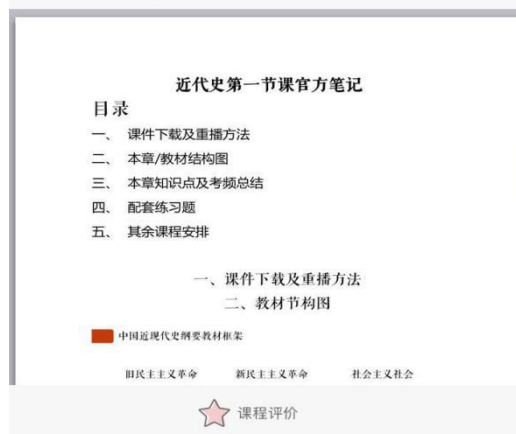 近代史第一节课官方笔记
目录
一、 课件下载及重播方法
二、 本章/教材结构图
三、 本章知识点及考频总结
四、 配套练习题
五、 其余课程安排
一、课件下载及重播方法
二、教材节构图
中国近现代史纲要教材框架
旧民主主义革命 新民主主义革命 社会主义社会
课程评价